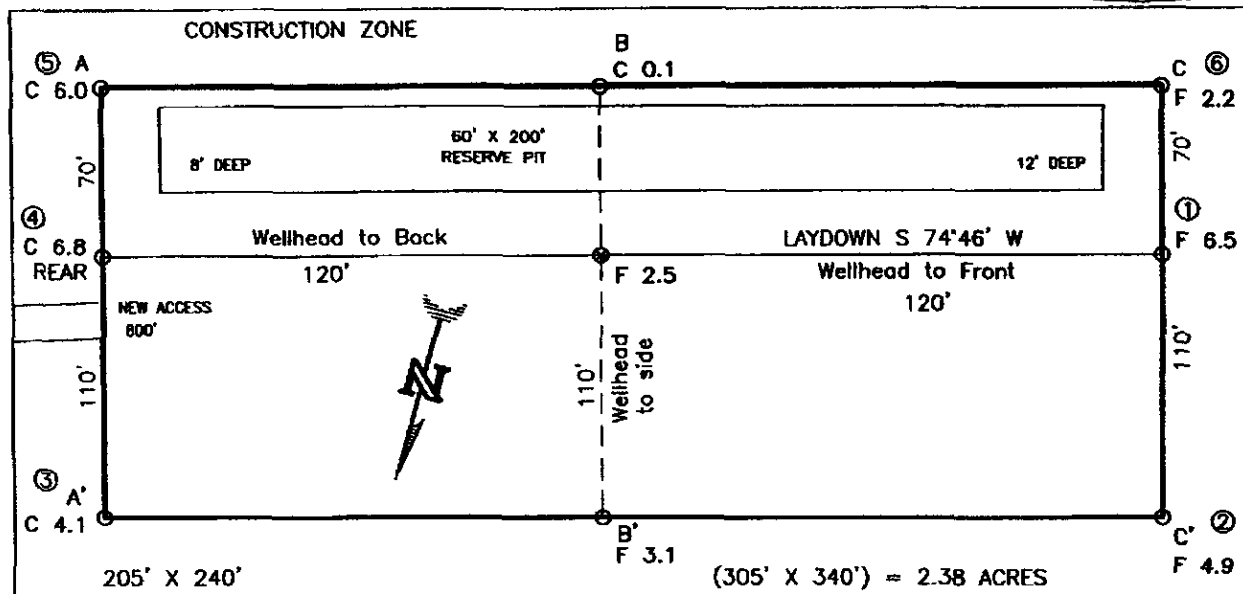 CONSTRUCTION ZONE
⑤ A
C 6.0
B
C 0.1
C ⑥
F 2.2
60' X 200'
RESERVE PIT
8' DEEP
12' DEEP
70'
70'
④
C 6.8
REAR
Wellhead to Back
120'
F 2.5
LAYDOWN S 74°46' W
Wellhead to Front
120'
①
F 6.5
NEW ACCESS
800'
N
110'
110'
Wellhead
to side
110'
③
A'
C 4.1
B'
F 3.1
C' ②
F 4.9
205' X 240'
(305' X 340') = 2.38 ACRES